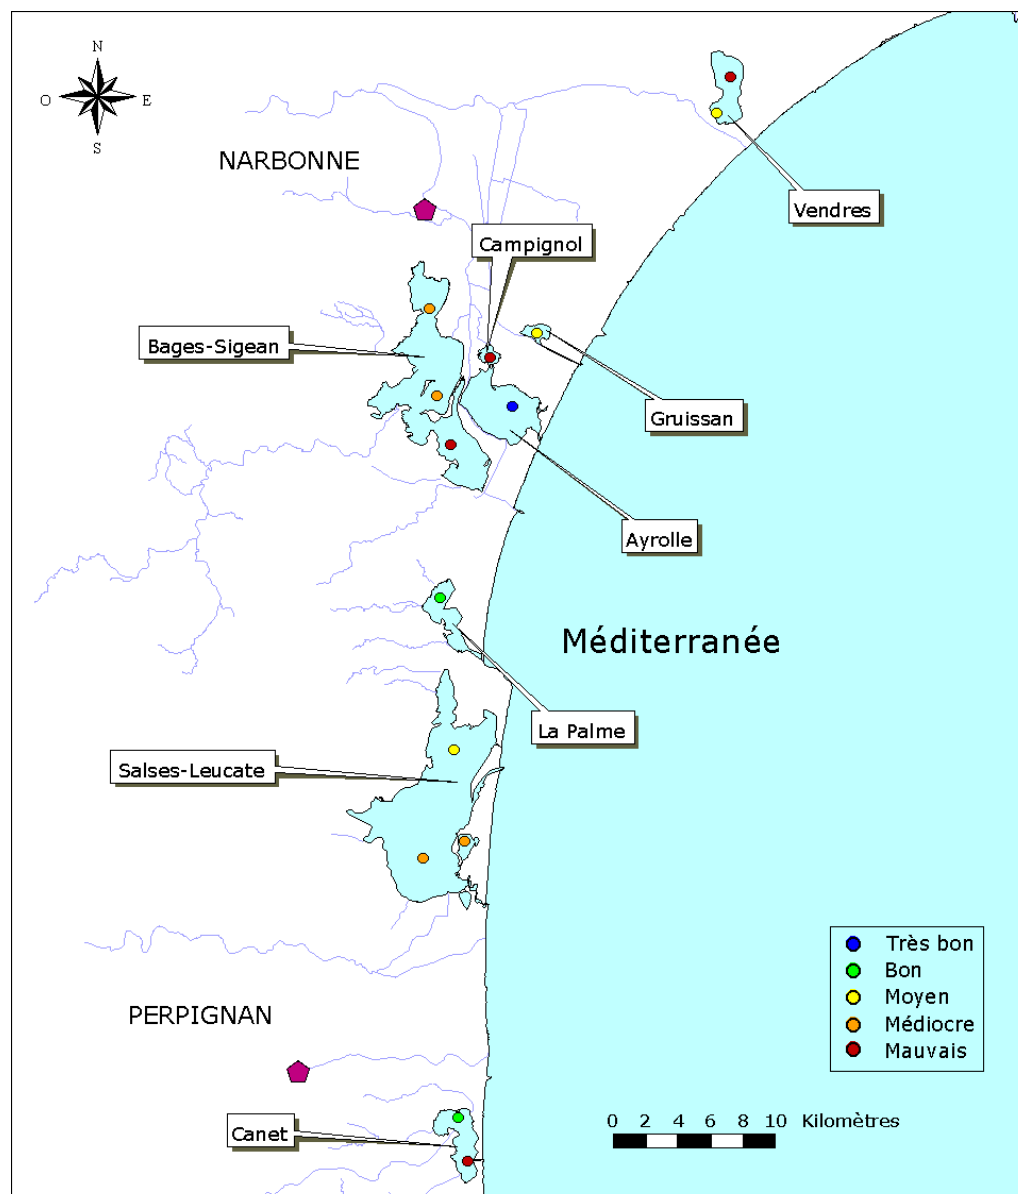 N
O
E
S
NARBONNE
Vendres
Campignol
Bages-Sigean
Gruissan
Ayrolle
Méditerranée
La Palme
Salses-Leucate
Très bon
Bon
Moyen
Médiocre
Mauvais
PERPIGNAN
Canet
0 2 4 6 8 10 Kilomètres